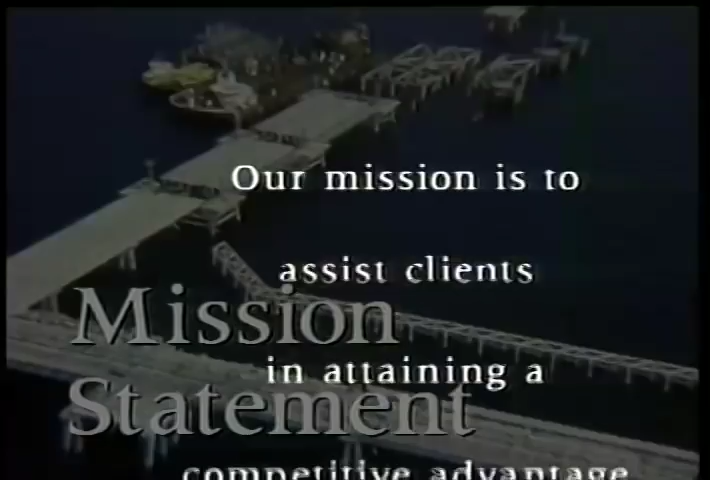 Our mission is to
assist clients
Mission
in attaining a
Statement
competitive advantage